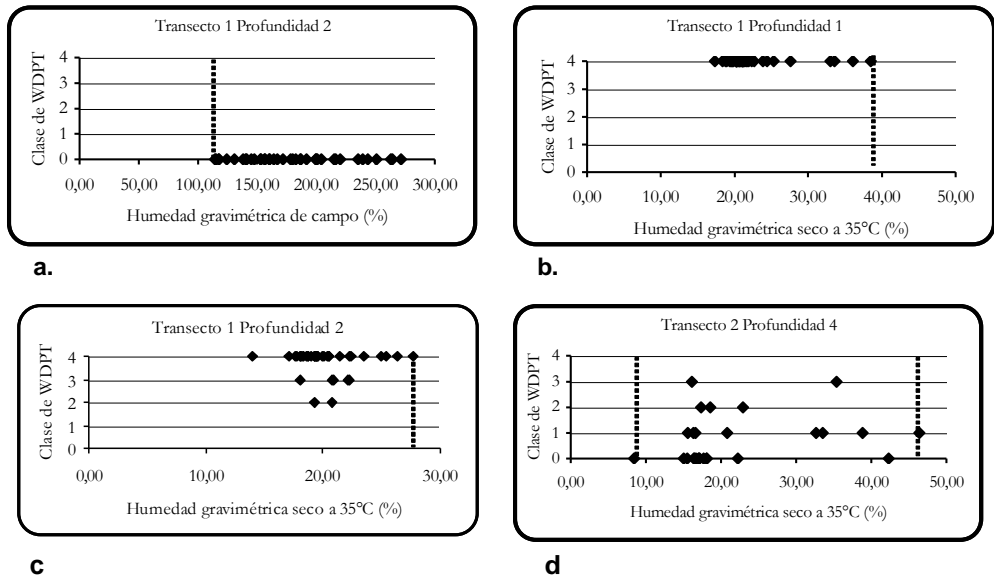 Transecto 1 Profundidad 2
Clase de WDPT
4
3
2
1
0
0,00 50,00 100,00 150,00 200,00 250,00 300,00
Humedad gravimétrica de campo (%)
a.
Transecto 1 Profundidad 1
Clase de WDPT
4
3
2
1
0
0,00 10,00 20,00 30,00 40,00 50,00
Humedad gravimétrica seco a 35°C (%)
b.
Transecto 1 Profundidad 2
Clase de WDPT
4
3
2
1
0
0,00 10,00 20,00 30,00
Humedad gravimétrica seco a 35°C (%)
c
Transecto 2 Profundidad 4
Clase de WDPT
4
3
2
1
0
0,00 10,00 20,00 30,00 40,00 50,00
Humedad gravimétrica seco a 35°C (%)
d